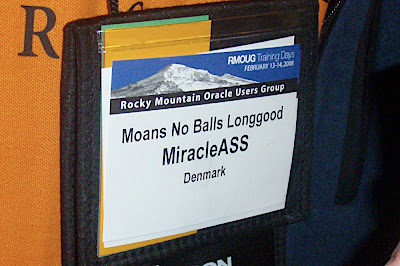 R
RMOUG Training Days
FEBRUARY 13-14, 2008
Rocky Mountain Oracle Users Group
Moans No Balls Longgood
MiracleASS
Denmark